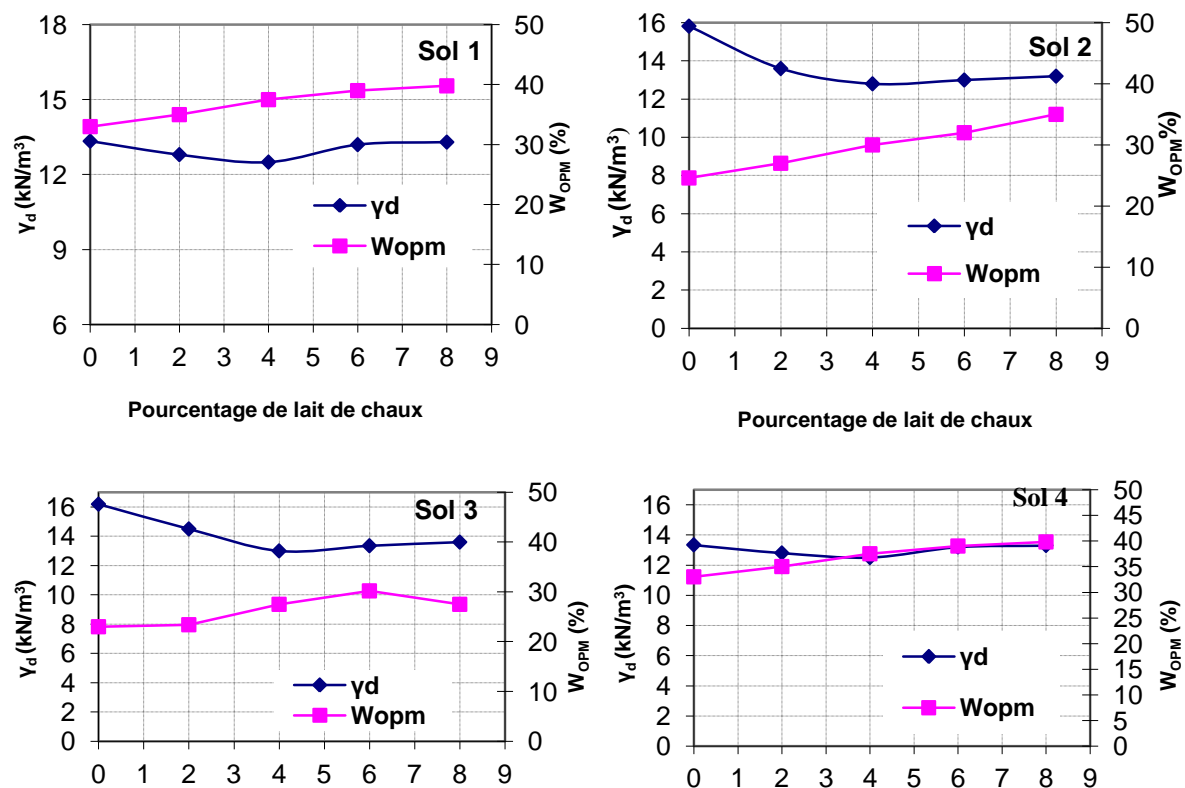 Sol 1
18
15
12
9
6
γd (kN/m³)
50
40
30
20
10
0
WOPM (%)
γd
Wopm
0 1 2 3 4 5 6 7 8 9
Pourcentage de lait de chaux
Sol 2
16
14
12
10
8
6
4
2
0
γd (kN/m³)
50
40
30
20
10
0
WOPM%)
γd
Wopm
0 1 2 3 4 5 6 7 8 9
Pourcentage de lait de chaux
Sol 3
16
14
12
10
8
6
4
2
0
γd (kN/m³)
50
40
30
20
10
0
WOPM (%)
γd
Wopm
0 1 2 3 4 5 6 7 8 9
Sol 4
16
14
12
10
8
6
4
2
0
γd (kN/m³)
50
45
40
35
30
25
20
15
10
5
0
WOPM (%)
γd
Wopm
0 1 2 3 4 5 6 7 8 9